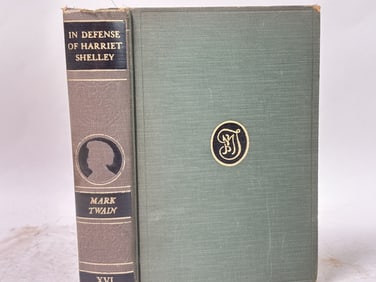 IN DEFENSE
OF HARRIET
SHELLEY
MARK
TWAIN
XVI